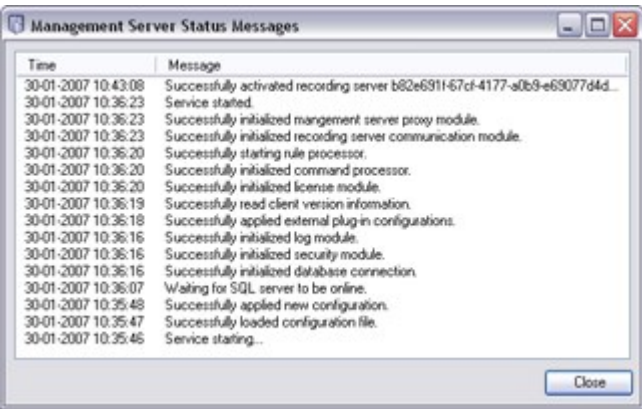 Management Server Status Messages
Time Message
30-01-2007 10:43:08 Successfully activated recording server b82e691f-67cf-4177-a0b9-e69077d4d...
30-01-2007 10:36:23 Service started.
30-01-2007 10:36:23 Successfully initialized mangement server proxy module.
30-01-2007 10:36:23 Successfully initialized recording server communication module.
30-01-2007 10:36:20 Successfully starting rule processor.
30-01-2007 10:36:20 Successfully initialized command processor.
30-01-2007 10:36:20 Successfully initialized license module.
30-01-2007 10:36:19 Successfully read client version information.
30-01-2007 10:36:18 Successfully applied external plug-in configurations.
30-01-2007 10:36:16 Successfully initialized log module.
30-01-2007 10:36:16 Successfully initialized security module.
30-01-2007 10:36:16 Successfully initialized database connection.
30-01-2007 10:36:07 Waiting for SQL server to be online.
30-01-2007 10:35:48 Successfully applied new configuration.
30-01-2007 10:35:47 Successfully loaded configuration file.
30-01-2007 10:35:46 Service starting...
Close